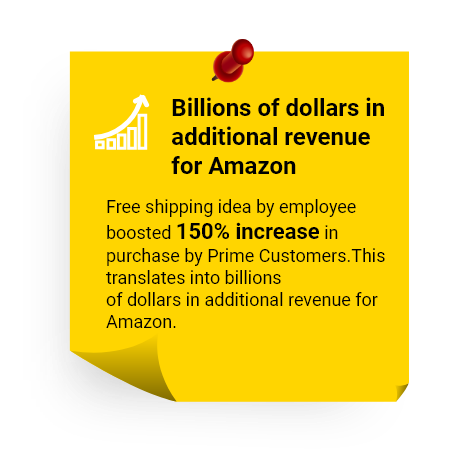 Billions of dollars in
additional revenue
for Amazon
Free shipping idea by employee
boosted 150% increase in
purchase by Prime Customers.This
translates into billions
of dollars in additional revenue for
Amazon.